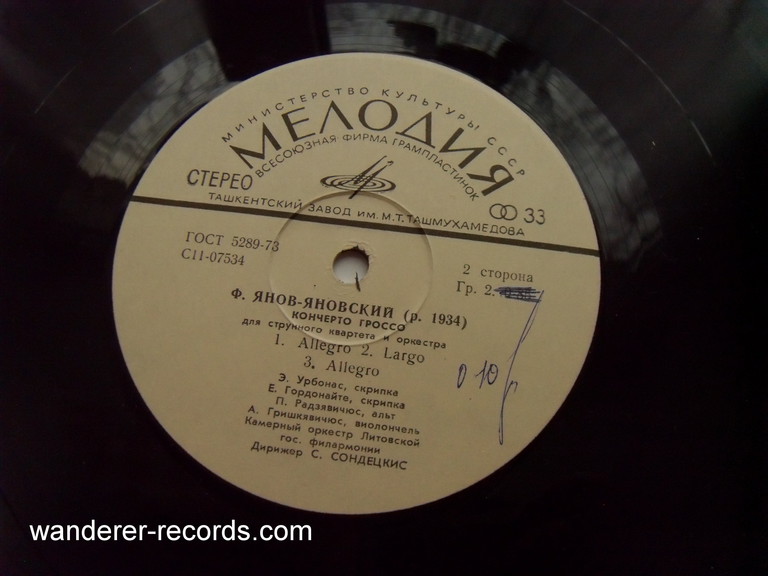 МИНИСТЕРСТВО КУЛЬТУРЫ СССР
МЕЛОДИЯ
ВСЕСОЮЗНАЯ ФИРМА ГРАМПЛАСТИНОК
СТЕРЕО
33
ТАШКЕНТСКИЙ ЗАВОД ИМ. М.Т. ТАШМУХАМЕДОВА
ГОСТ 5289-73
С11-07534
2 сторона
Гр. 2.
Ф. ЯНОВ-ЯНОВСКИЙ (р. 1934)
КОНЧЕРТО ГРОССО
для струнного квартета и оркестра
1. Allegro 2. Largo
3. Allegro
Э. Урбонас, скрипка
Е. Гордонайте, скрипка
П. Радзявичюс, альт
А. Гришкявичюс, виолончель
Камерный оркестр Литовской
гос. филармонии
Дирижер С. СОНДЕЦКИС
wanderer-records.com